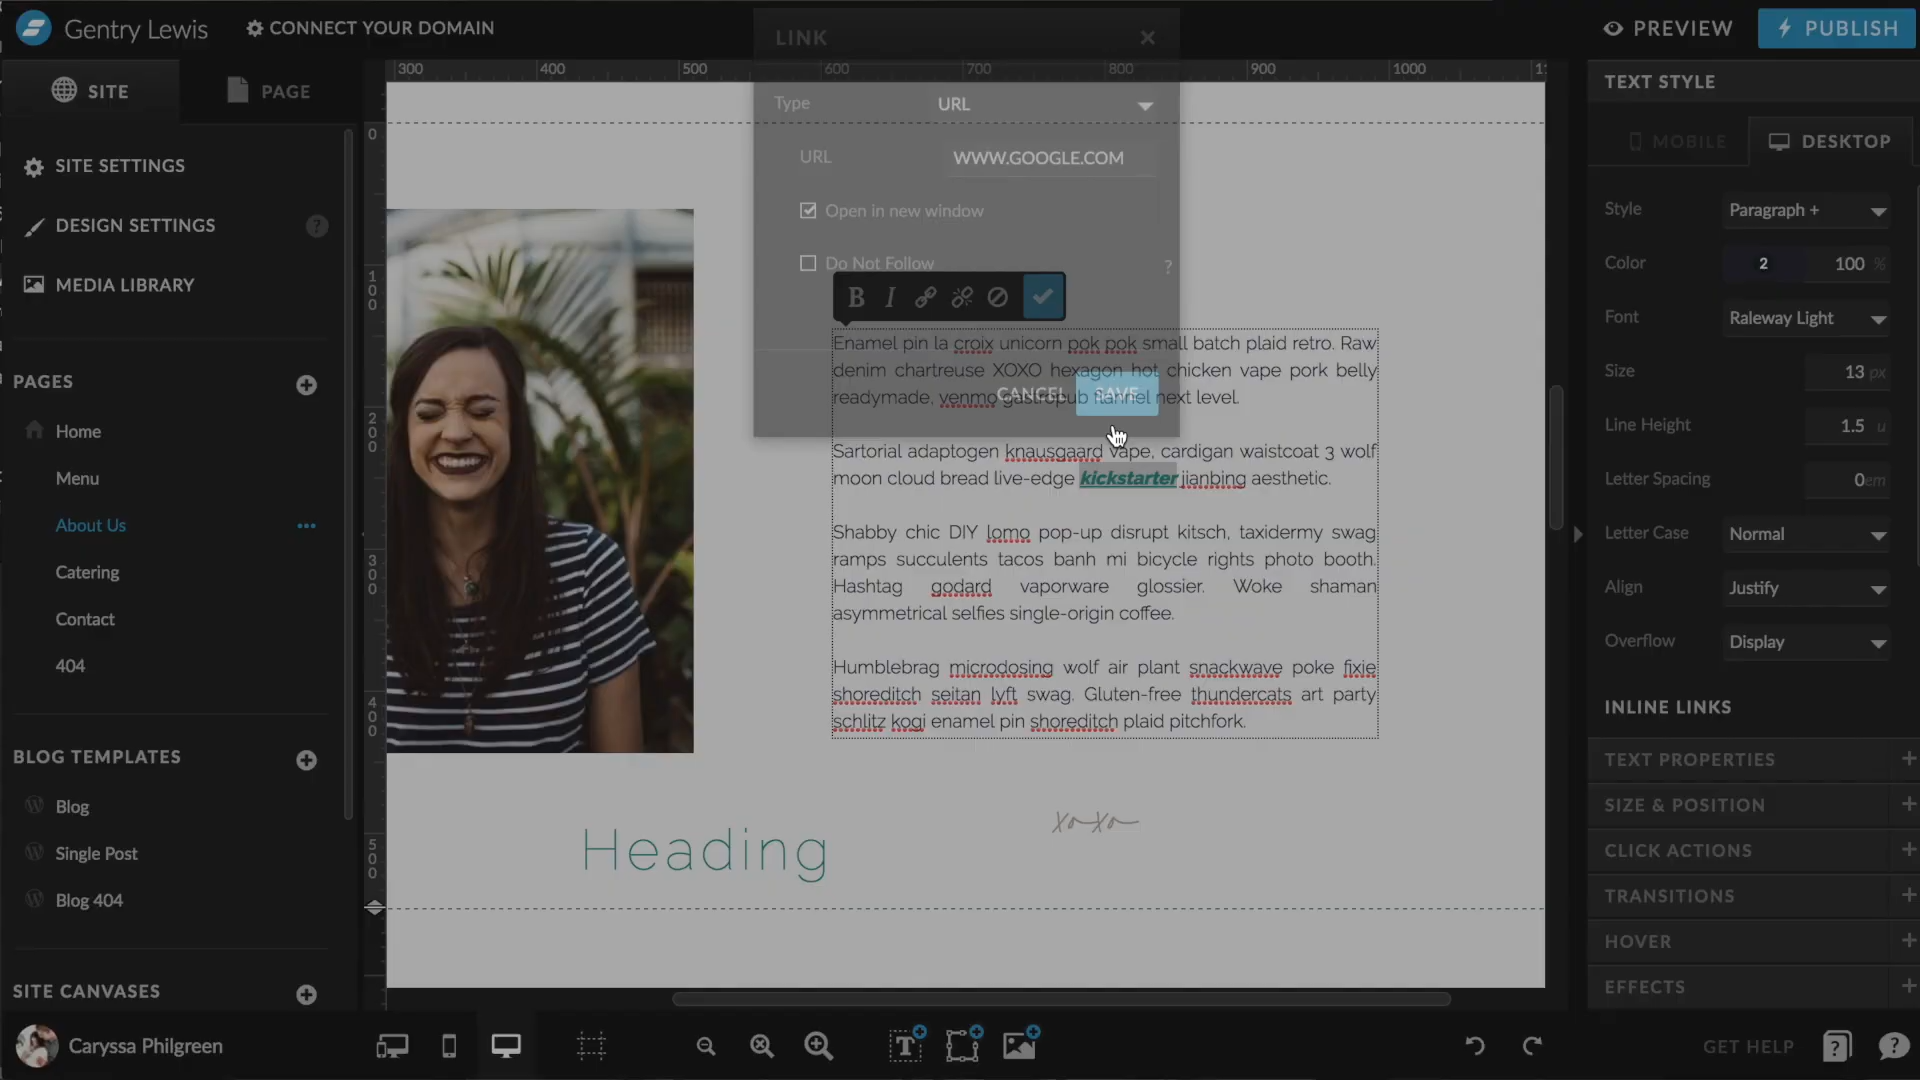 Gentry Lewis
CONNECT YOUR DOMAIN
LINK
PREVIEW
PUBLISH
SITE
PAGE
300
400
500
600
700
800
900
1000
TEXT STYLE
Type
URL
MOBILE
DESKTOP
URL
WWW.GOOGLE.COM
SITE SETTINGS
Open in new window
DESIGN SETTINGS
?
Do Not Follow
?
MEDIA LIBRARY
B I
Style
Paragraph +
Color
2
100 %
Font
Raleway Light
Size
13 px
Line Height
1.5 u
Letter Spacing
0em
Letter Case
Normal
Align
Justify
Overflow
Display
INLINE LINKS
TEXT PROPERTIES +
SIZE & POSITION +
CLICK ACTIONS +
TRANSITIONS +
HOVER +
EFFECTS +
0
100
200
300
400
500
Enamel pin la croix unicorn pok pok small batch plaid retro. Raw
denim chartreuse XOXO hexagon hot chicken vape pork belly
readymade, venmo gastropub flannel next level.
CANCEL
SAVE
Sartorial adaptogen knausgaard vape, cardigan waistcoat 3 wolf
moon cloud bread live-edge kickstarter jianbing aesthetic.
Shabby chic DIY lomo pop-up disrupt kitsch, taxidermy swag
ramps succulents tacos banh mi bicycle rights photo booth.
Hashtag godard vaporware glossier. Woke shaman
asymmetrical selfies single-origin coffee.
Humblebrag microdosing wolf air plant snackwave poke fixie
shoreditch seitan lyft swag. Gluten-free thundercats art party
schlitz kogi enamel pin shoreditch plaid pitchfork.
xoxo
Heading
PAGES
Home
Menu
About Us
Catering
Contact
404
BLOG TEMPLATES
Blog
Single Post
Blog 404
SITE CANVASES
Caryssa Philgreen
T
GET HELP
?
?